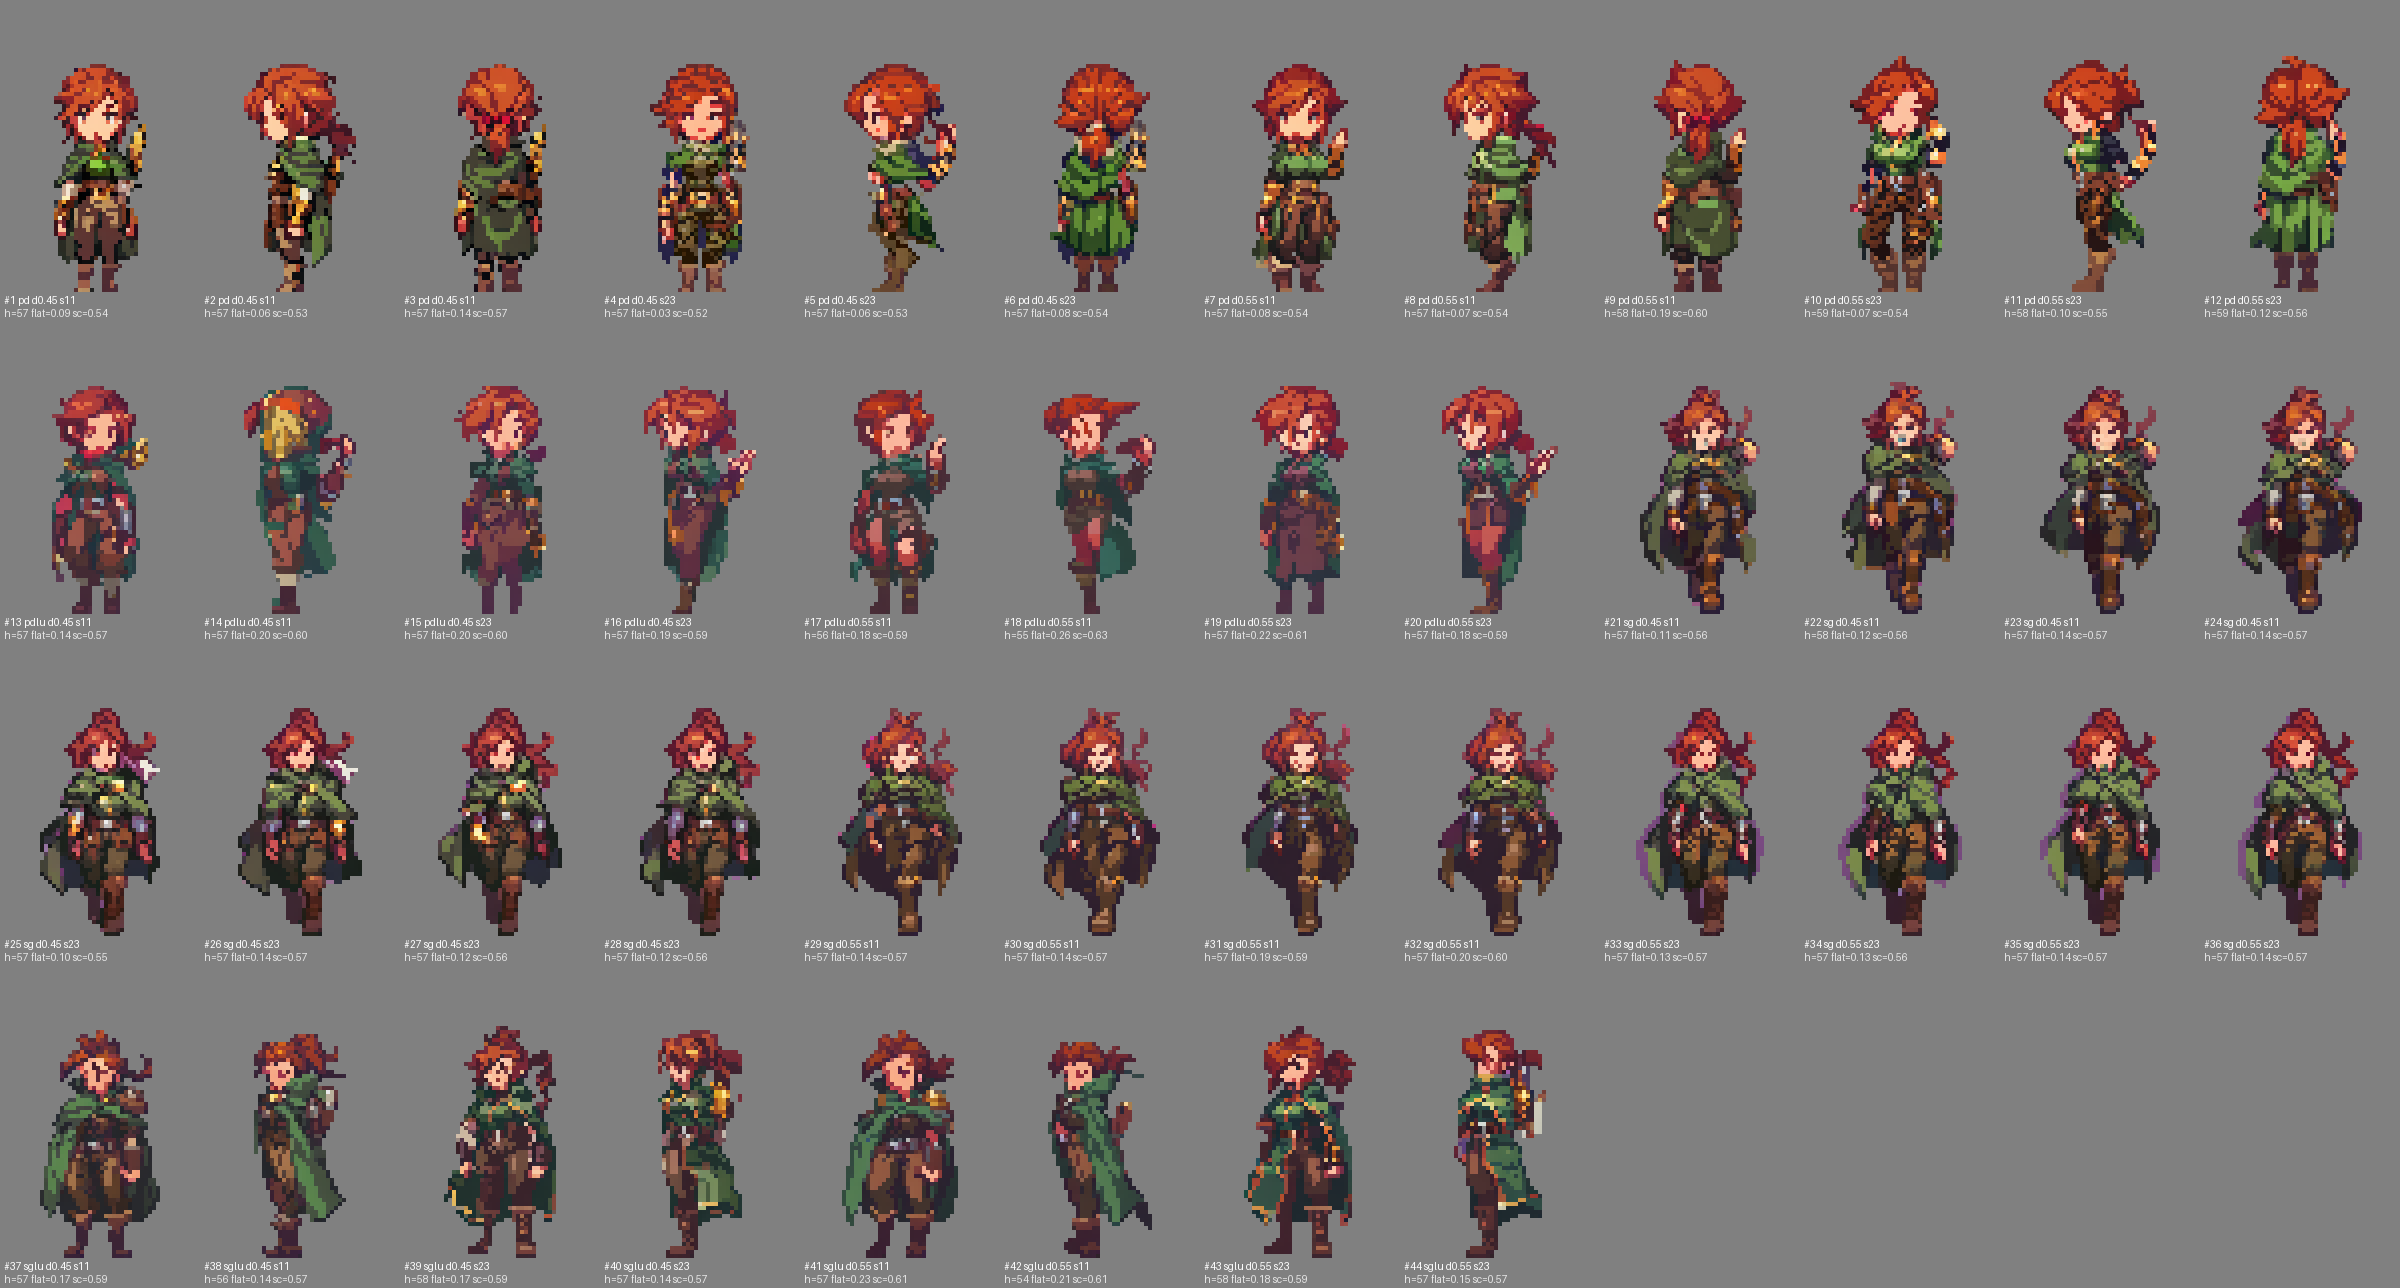 #1 pd d0.45 s11
h=57 flat=0.09 sc=0.54
#2 pd d0.45 s11
h=57 flat=0.06 sc=0.53
#3 pd d0.45 s11
h=57 flat=0.14 sc=0.57
#4 pd d0.45 s23
h=57 flat=0.03 sc=0.52
#5 pd d0.45 s23
h=57 flat=0.06 sc=0.53
#6 pd d0.45 s23
h=57 flat=0.08 sc=0.54
#7 pd d0.55 s11
h=57 flat=0.08 sc=0.54
#8 pd d0.55 s11
h=57 flat=0.07 sc=0.54
#9 pd d0.55 s11
h=58 flat=0.19 sc=0.60
#10 pd d0.55 s23
h=59 flat=0.07 sc=0.54
#11 pd d0.55 s23
h=58 flat=0.10 sc=0.55
#12 pd d0.55 s23
h=59 flat=0.12 sc=0.56
#13 pdlu d0.45 s11
h=57 flat=0.14 sc=0.57
#14 pdlu d0.45 s11
h=57 flat=0.20 sc=0.60
#15 pdlu d0.45 s23
h=57 flat=0.20 sc=0.60
#16 pdlu d0.45 s23
h=57 flat=0.19 sc=0.59
#17 pdlu d0.55 s11
h=56 flat=0.18 sc=0.59
#18 pdlu d0.55 s11
h=55 flat=0.26 sc=0.63
#19 pdlu d0.55 s23
h=57 flat=0.22 sc=0.61
#20 pdlu d0.55 s23
h=57 flat=0.18 sc=0.59
#21 sg d0.45 s11
h=57 flat=0.11 sc=0.56
#22 sg d0.45 s11
h=58 flat=0.12 sc=0.56
#23 sg d0.45 s11
h=57 flat=0.14 sc=0.57
#24 sg d0.45 s11
h=57 flat=0.14 sc=0.57
#25 sg d0.45 s23
h=57 flat=0.10 sc=0.55
#26 sg d0.45 s23
h=57 flat=0.14 sc=0.57
#27 sg d0.45 s23
h=57 flat=0.12 sc=0.56
#28 sg d0.45 s23
h=57 flat=0.12 sc=0.56
#29 sg d0.55 s11
h=57 flat=0.14 sc=0.57
#30 sg d0.55 s11
h=57 flat=0.14 sc=0.57
#31 sg d0.55 s11
h=57 flat=0.19 sc=0.59
#32 sg d0.55 s11
h=57 flat=0.20 sc=0.60
#33 sg d0.55 s23
h=57 flat=0.13 sc=0.57
#34 sg d0.55 s23
h=57 flat=0.13 sc=0.56
#35 sg d0.55 s23
h=57 flat=0.14 sc=0.57
#36 sg d0.55 s23
h=57 flat=0.14 sc=0.57
#37 sglu d0.45 s11
h=57 flat=0.17 sc=0.59
#38 sglu d0.45 s11
h=56 flat=0.14 sc=0.57
#39 sglu d0.45 s23
h=58 flat=0.17 sc=0.59
#40 sglu d0.45 s23
h=57 flat=0.14 sc=0.57
#41 sglu d0.55 s11
h=57 flat=0.23 sc=0.61
#42 sglu d0.55 s11
h=54 flat=0.21 sc=0.61
#43 sglu d0.55 s23
h=58 flat=0.18 sc=0.59
#44 sglu d0.55 s23
h=57 flat=0.15 sc=0.57